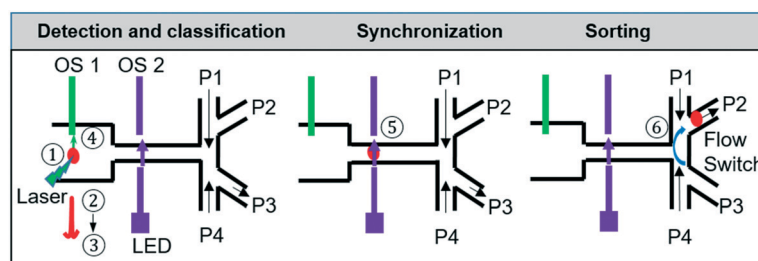 Detection and classification
Synchronization
Sorting
OS 1
OS 2
P1
P2
④
①
Laser
②
③
LED
P3
P4
P1
P2
⑤
P3
P4
P1
P2
⑥
Flow
Switch
P3
P4